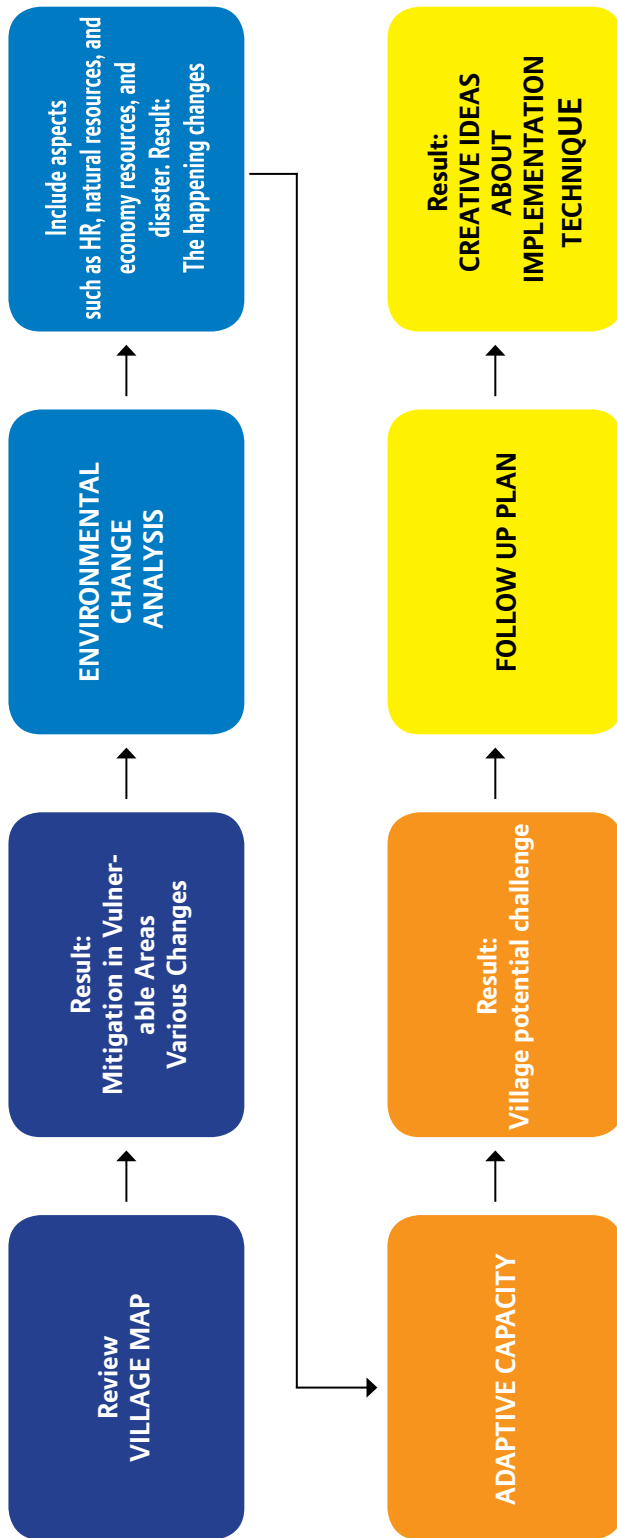 Review
VILLAGE MAP
Result:
Mitigation in Vulner-
able Areas
Various Changes
ENVIRONMENTAL
CHANGE
ANALYSIS
Include aspects
such as HR, natural resources, and
economy resources, and
disaster. Result:
The happening changes
ADAPTIVE CAPACITY
Result:
Village potential challenge
FOLLOW UP PLAN
Result:
CREATIVE IDEAS
ABOUT
IMPLEMENTATION
TECHNIQUE